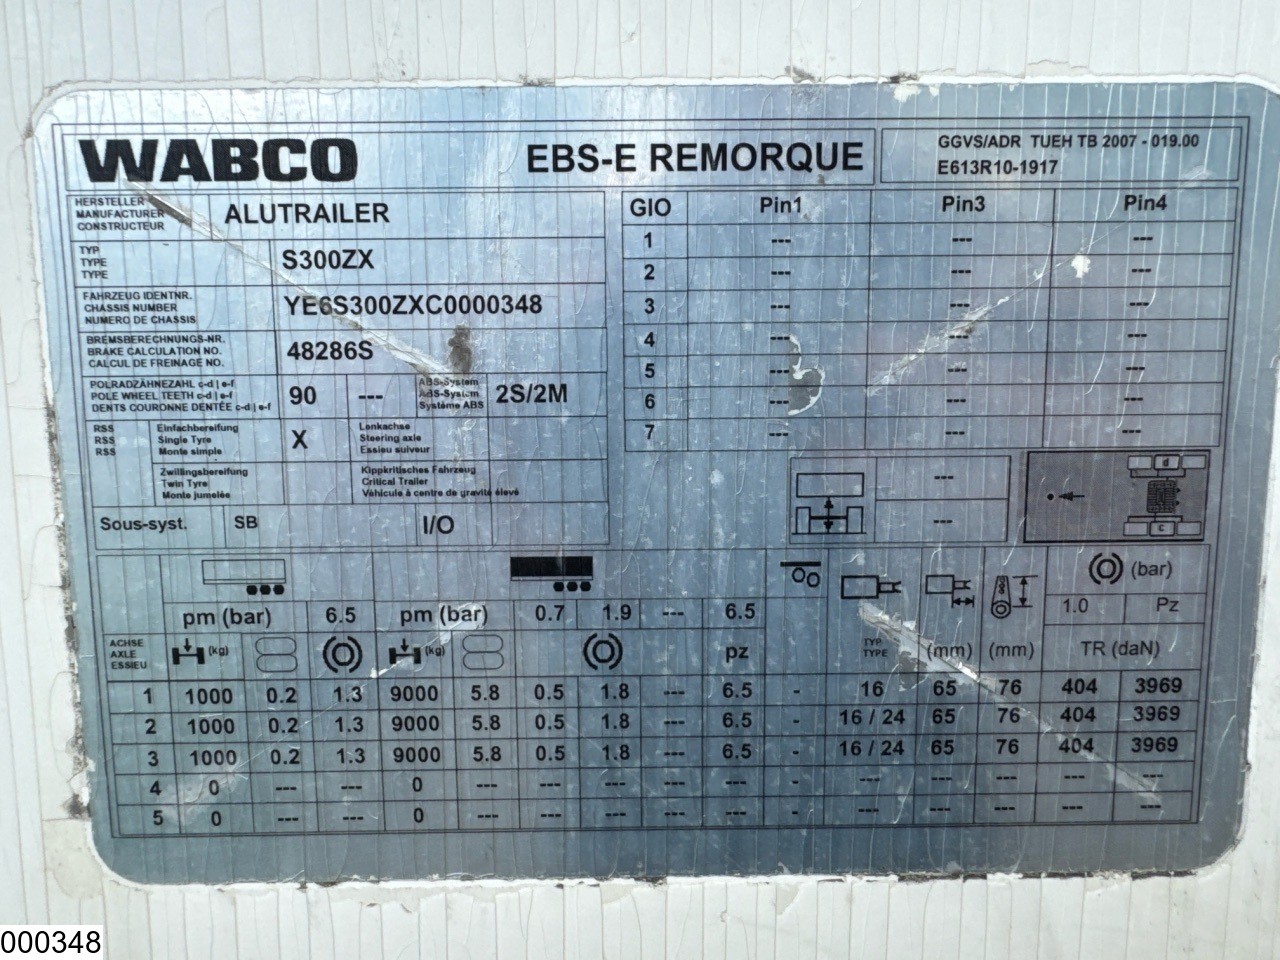 WABCO EBS-E REMORQUE GGVS/ADR TUEH TB 2007 - 019.00
E613R10-1917
HERSTELLER
MANUFACTURER
CONSTRUCTEUR
ALUTRAILER
TYP
TYPE
TYPE
S300ZX
FAHRZEUG IDENTNR.
CHASSIS NUMBER
NUMERO DE CHASSIS
YE6S300ZXC0000348
BREMSBERECHNUNGS-NR.
BRAKE CALCULATION NO.
CALCUL DE FREINAGE NO.
48286S
POLRADZÄHNEZAHL c-d | e-f
POLE WHEEL TEETH c-d | e-f
DENTS COURONNE DENTÉE c-d | e-f
90 ---
ABS-System
ABS-System
Système ABS
2S/2M
RSS
RSS
RSS
Einfachbereifung
Single Tyre
Monte simple
X
Lenkachse
Steering axle
Essieu suiveur
Zwillingsbereifung
Twin Tyre
Monte jumelée
Kippkritisches Fahrzeug
Critical Trailer
Véhicule à centre de gravité élevé
Sous-syst. SB I/O
GIO Pin1 Pin3 Pin4
1 --- --- ---
2 --- --- ---
3 --- --- ---
4 --- --- ---
5 --- --- ---
6 --- --- ---
7 --- --- ---
---
---
d
c
pm (bar) 6.5 pm (bar) 0.7 1.9 --- 6.5
(bar)
1.0 Pz
ACHSE
AXLE
ESSIEU
(kg) (kg) pz
TYP
TYPE
(mm) (mm) TR (daN)
1 1000 0.2 1.3 9000 5.8 0.5 1.8 --- 6.5 - 16 65 76 404 3969
2 1000 0.2 1.3 9000 5.8 0.5 1.8 --- 6.5 - 16 / 24 65 76 404 3969
3 1000 0.2 1.3 9000 5.8 0.5 1.8 --- 6.5 - 16 / 24 65 76 404 3969
4 0 --- --- 0 --- --- --- --- --- - --- --- --- --- ---
5 0 --- --- 0 --- --- --- --- --- - --- --- --- --- ---
000348